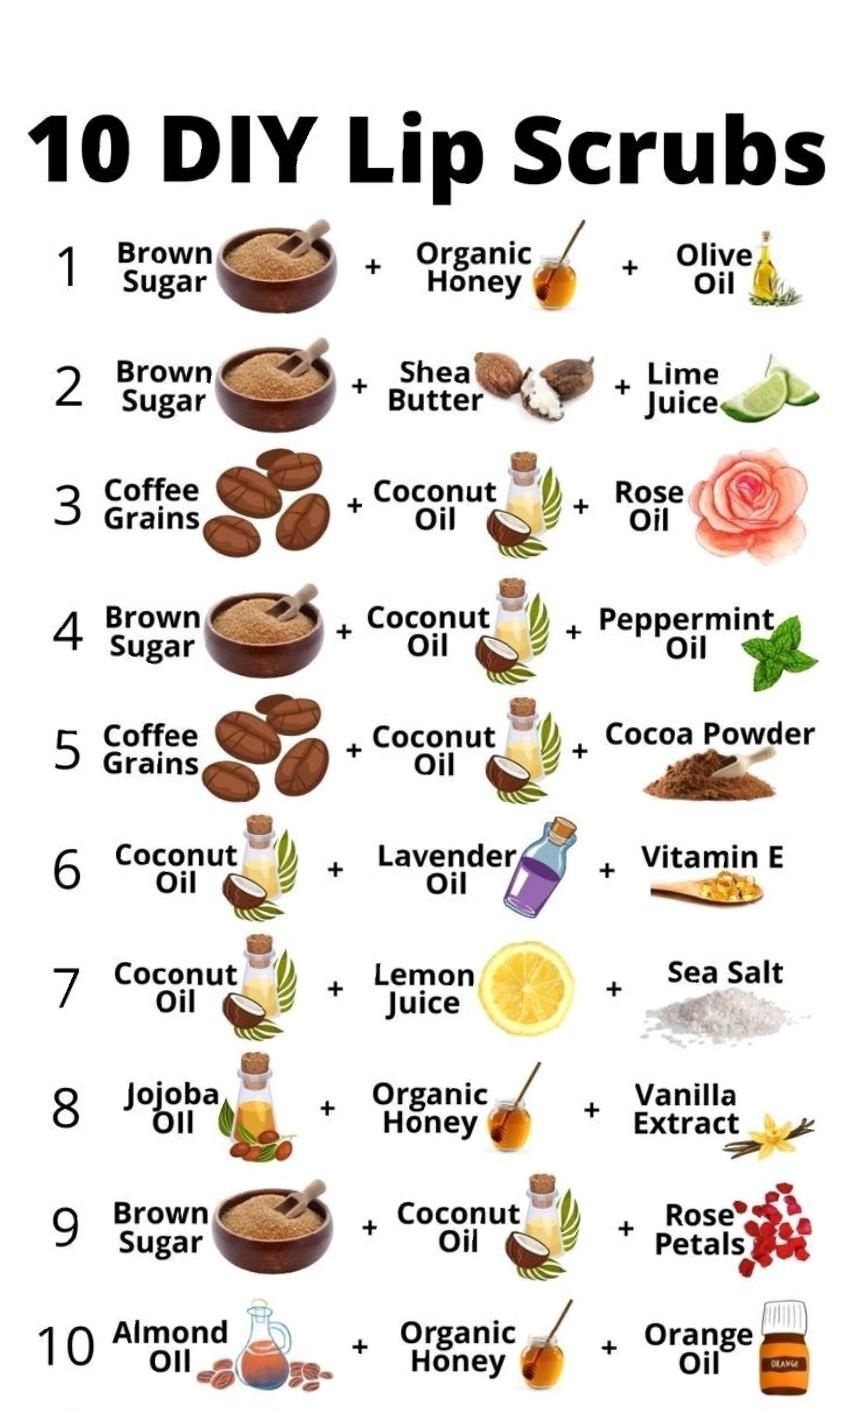 10 DIY Lip Scrubs
1 Brown Sugar + Organic Honey + Olive Oil
2 Brown Sugar + Shea Butter + Lime Juice
3 Coffee Grains + Coconut Oil + Rose Oil
4 Brown Sugar + Coconut Oil + Peppermint Oil
5 Coffee Grains + Coconut Oil + Cocoa Powder
6 Coconut Oil + Lavender Oil + Vitamin E
7 Coconut Oil + Lemon Juice + Sea Salt
8 Jojoba OIl + Organic Honey + Vanilla Extract
9 Brown Sugar + Coconut Oil + Rose Petals
10 Almond OIl + Organic Honey + Orange Oil
ORANGE